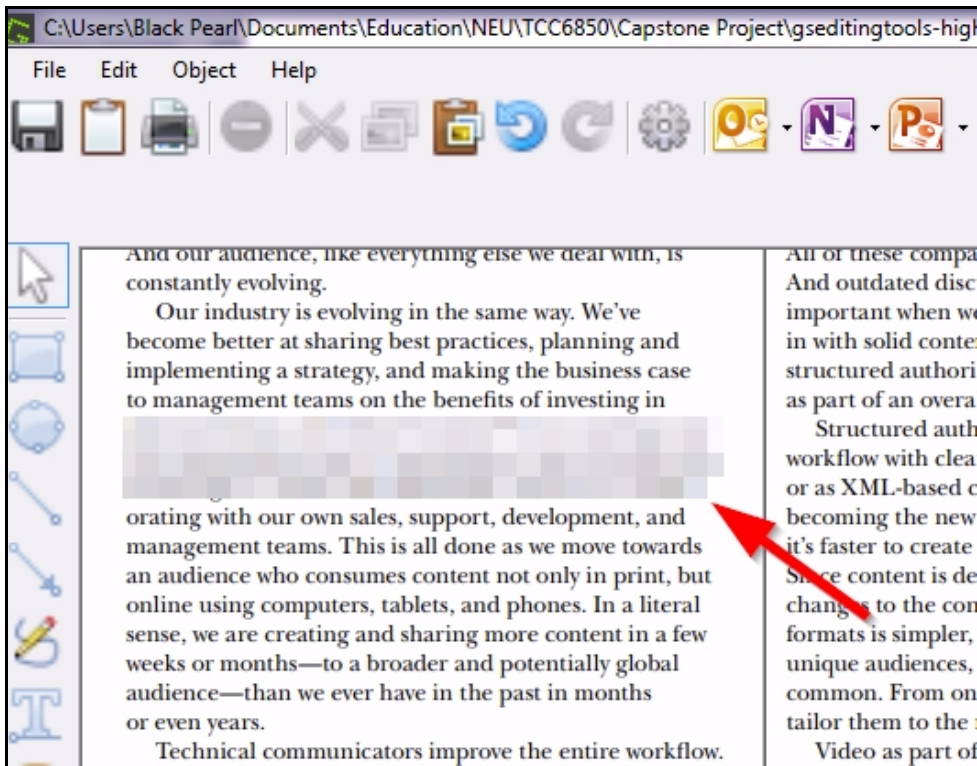 C:\Users\Black Pearl\Documents\Education\NEU\TCC6850\Capstone Project\gseditingtools-high
File Edit Object Help
And our audience, like everything else we deal with, is
constantly evolving.
Our industry is evolving in the same way. We've
become better at sharing best practices, planning and
implementing a strategy, and making the business case
to management teams on the benefits of investing in
orating with our own sales, support, development, and
management teams. This is all done as we move towards
an audience who consumes content not only in print, but
online using computers, tablets, and phones. In a literal
sense, we are creating and sharing more content in a few
weeks or months—to a broader and potentially global
audience—than we ever have in the past in months
or even years.
Technical communicators improve the entire workflow.
All of these compa
And outdated disc
important when we
in with solid conte
structured authori
as part of an overa
Structured auth
workflow with clea
or as XML-based c
becoming the new
it's faster to create
Since content is de
changes to the con
formats is simpler,
unique audiences,
common. From on
tailor them to the
Video as part of